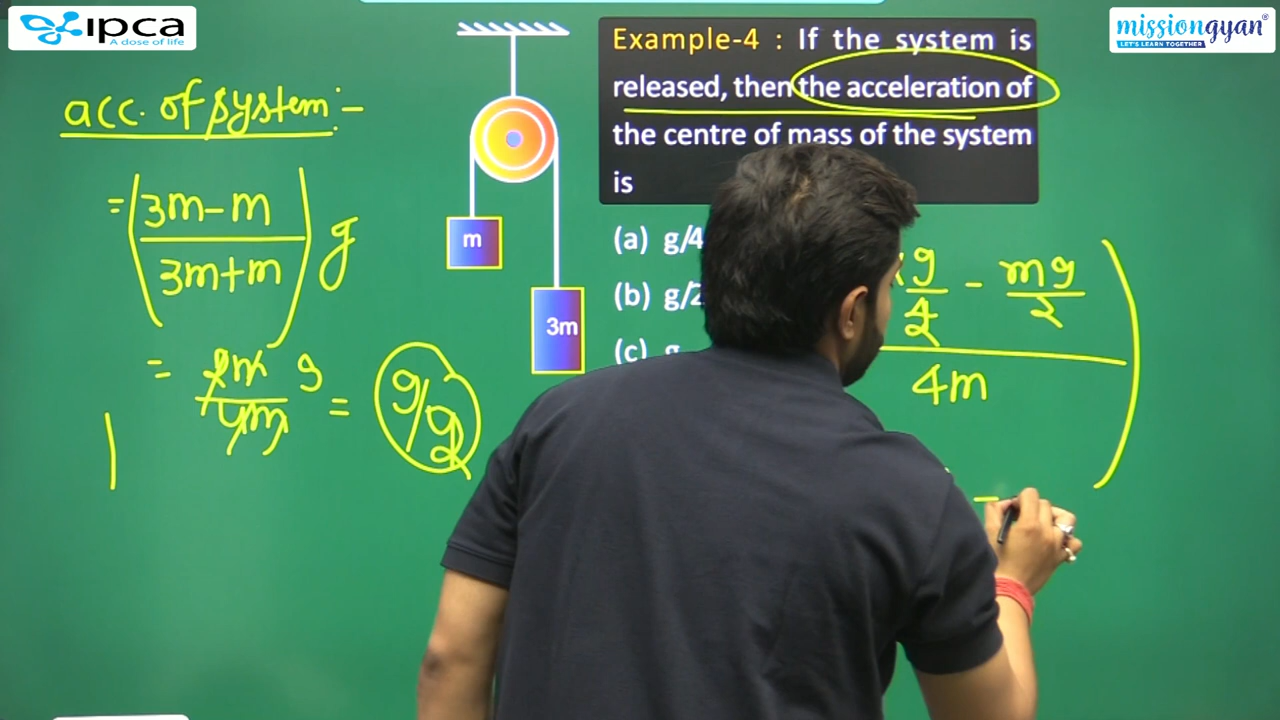 ipca
A dose of life
missiongyan®
LET'S LEARN TOGETHER
acc. of system:-
= (3m-m
3m+m) g
= 2m g
4m
= g/2
m
3m
Example-4 : If the system is
released, then the acceleration of
the centre of mass of the system
is
(a) g/4
(b) g/2
(c) g
g/2 - mg/2
4m
=